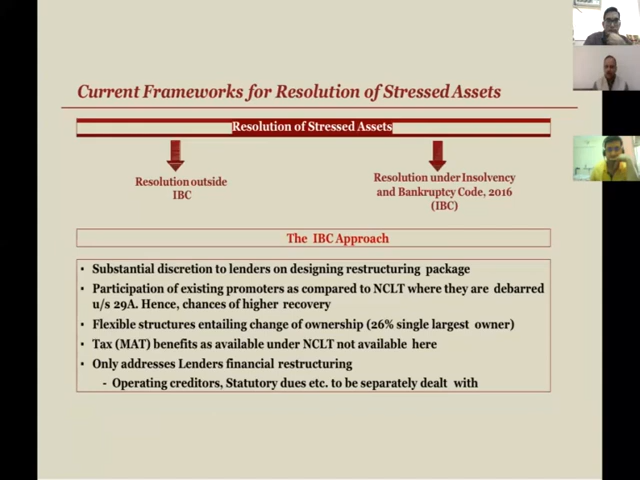 Current Frameworks for Resolution of Stressed Assets
Resolution of Stressed Assets
Resolution outside
IBC
Resolution under Insolvency
and Bankruptcy Code, 2016
(IBC)
The IBC Approach
· Substantial discretion to lenders on designing restructuring package
· Participation of existing promoters as compared to NCLT where they are debarred
u/s 29A. Hence, chances of higher recovery
· Flexible structures entailing change of ownership (26% single largest owner)
· Tax (MAT) benefits as available under NCLT not available here
· Only addresses Lenders financial restructuring
- Operating creditors, Statutory dues etc. to be separately dealt with